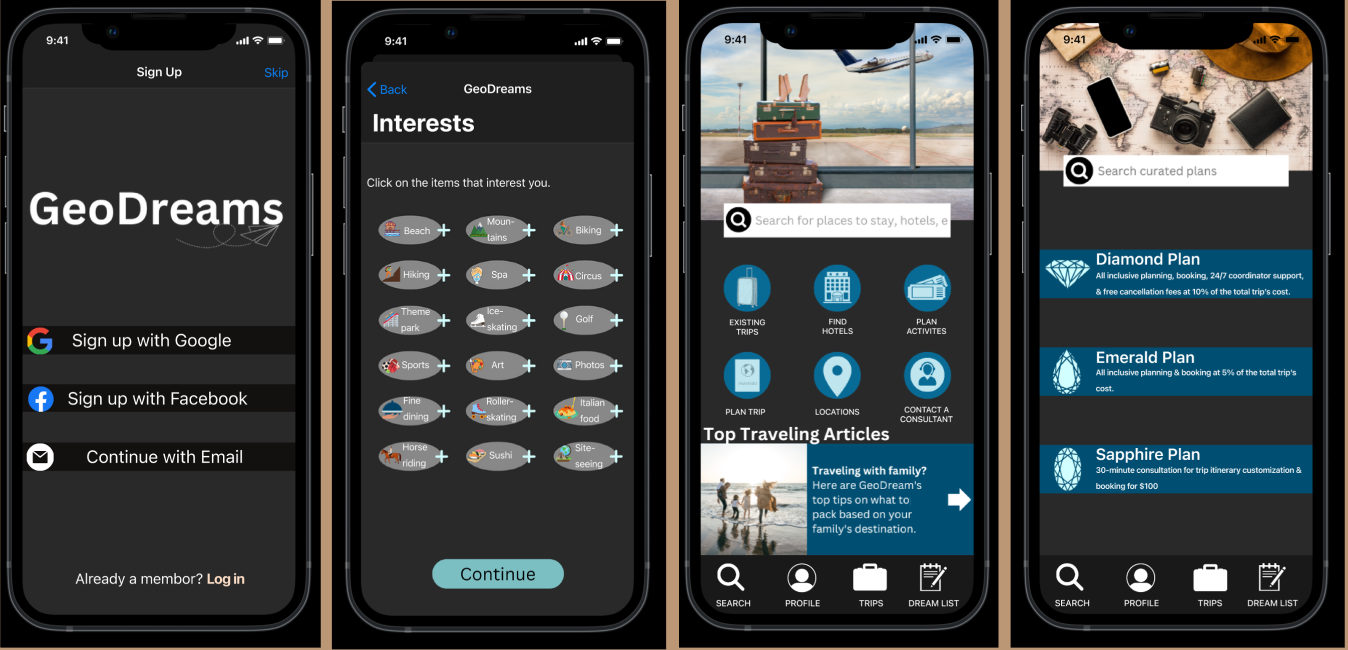 9:41
Sign Up
Skip
GeoDreams
Sign up with Google
Sign up with Facebook
Continue with Email
Already a membor? Log in
9:41
Back
GeoDreams
Interests
Click on the items that interest you.
Beach
Moun-
tains
Biking
Hiking
Spa
Circus
Theme
park
Ice-
skating
Golf
Sports
Art
Photos
Fine
dining
Roller-
skating
Italian
food
Horse
riding
Sushi
Site-
seeing
Continue
9:41
Search for places to stay, hotels, e
EXISTING
TRIPS
FIND
HOTELS
PLAN
ACTIVITES
PLAN TRIP
LOCATIONS
CONTACT A
CONSULTANT
Top Traveling Articles
Traveling with family?
Here are GeoDream's
top tips on what to
pack based on your
family's destination.
SEARCH
PROFILE
TRIPS
DREAM LIST
9:41
Search curated plans
Diamond Plan
All inclusive planning, booking, 24/7 coordinator support,
& free cancellation fees at 10% of the total trip's cost.
Emerald Plan
All inclusive planning & booking at 5% of the total trip's
cost.
Sapphire Plan
30-minute consultation for trip itinerary customization &
booking for $100
SEARCH
PROFILE
TRIPS
DREAM LIST